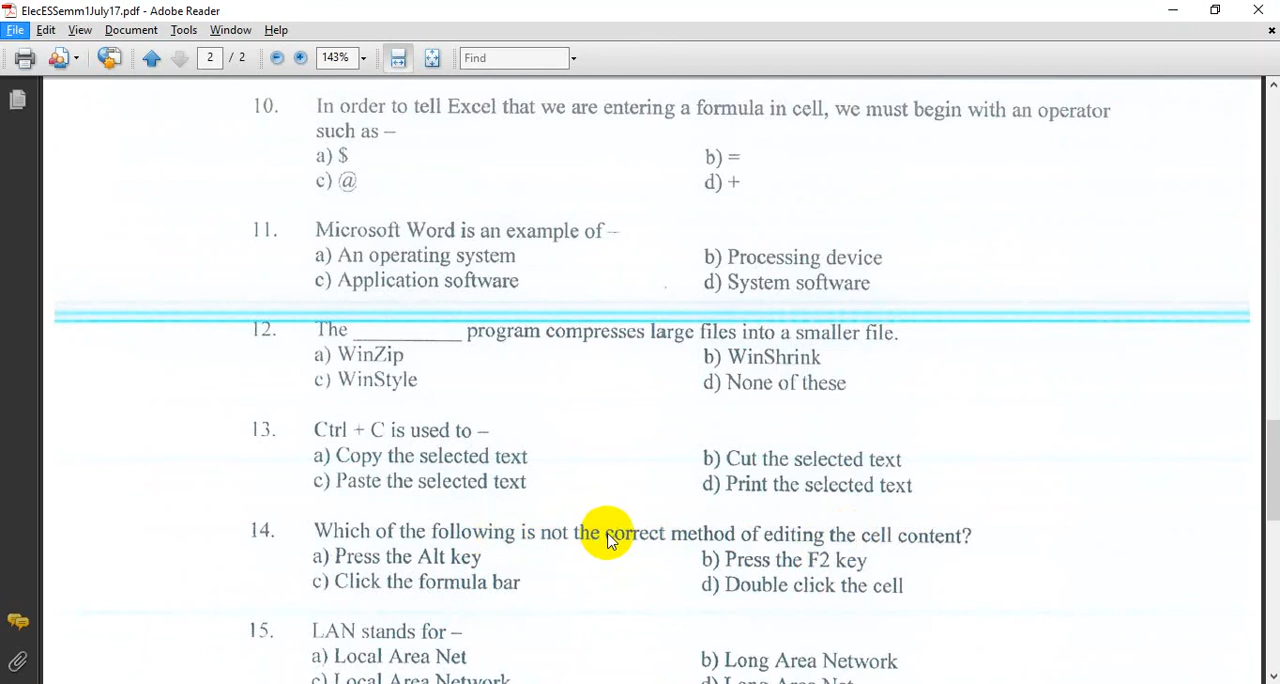 ElecESSemm1July17.pdf - Adobe Reader
File Edit View Document Tools Window Help
2 / 2 143% Find
10. In order to tell Excel that we are entering a formula in cell, we must begin with an operator
such as –
a) $ b) =
c) @ d) +
11. Microsoft Word is an example of –
a) An operating system b) Processing device
c) Application software d) System software
12. The __________ program compresses large files into a smaller file.
a) WinZip b) WinShrink
c) WinStyle d) None of these
13. Ctrl + C is used to –
a) Copy the selected text b) Cut the selected text
c) Paste the selected text d) Print the selected text
14. Which of the following is not the correct method of editing the cell content?
a) Press the Alt key b) Press the F2 key
c) Click the formula bar d) Double click the cell
15. LAN stands for –
a) Local Area Net b) Long Area Network
c) Local Area Network d) Long Area Net